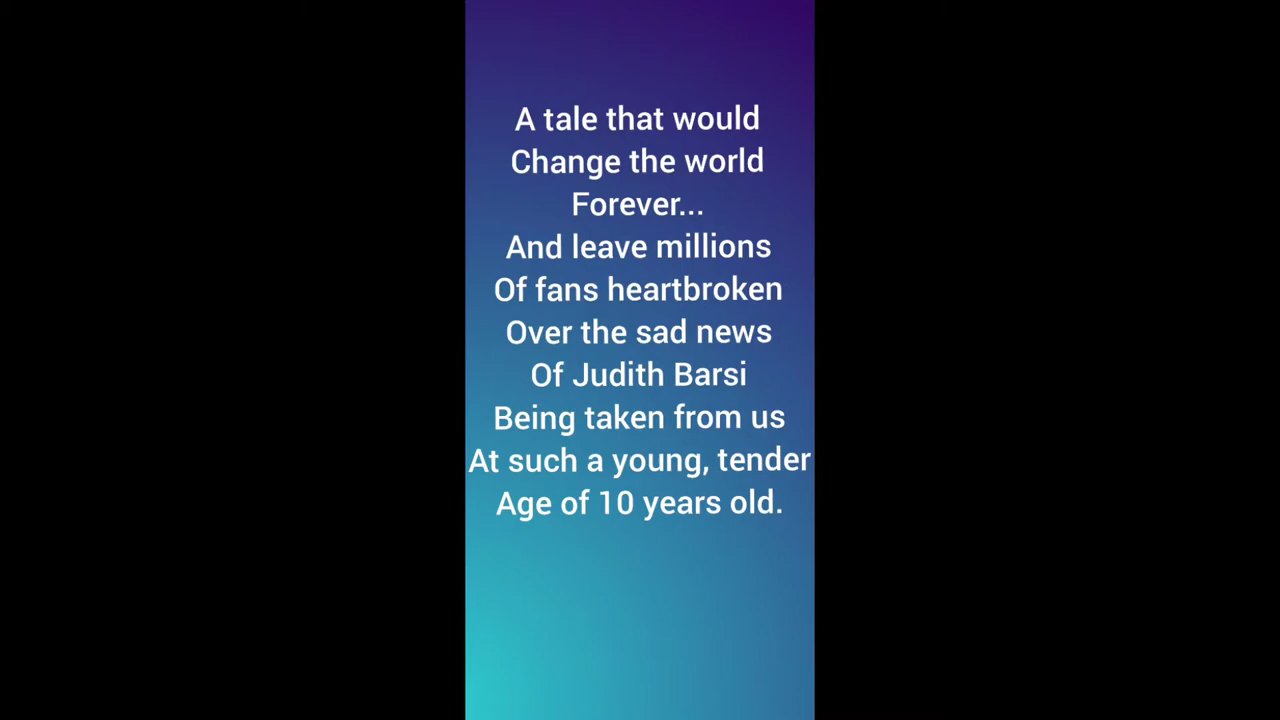 A tale that would
Change the world
Forever...
And leave millions
Of fans heartbroken
Over the sad news
Of Judith Barsi
Being taken from us
At such a young, tender
Age of 10 years old.